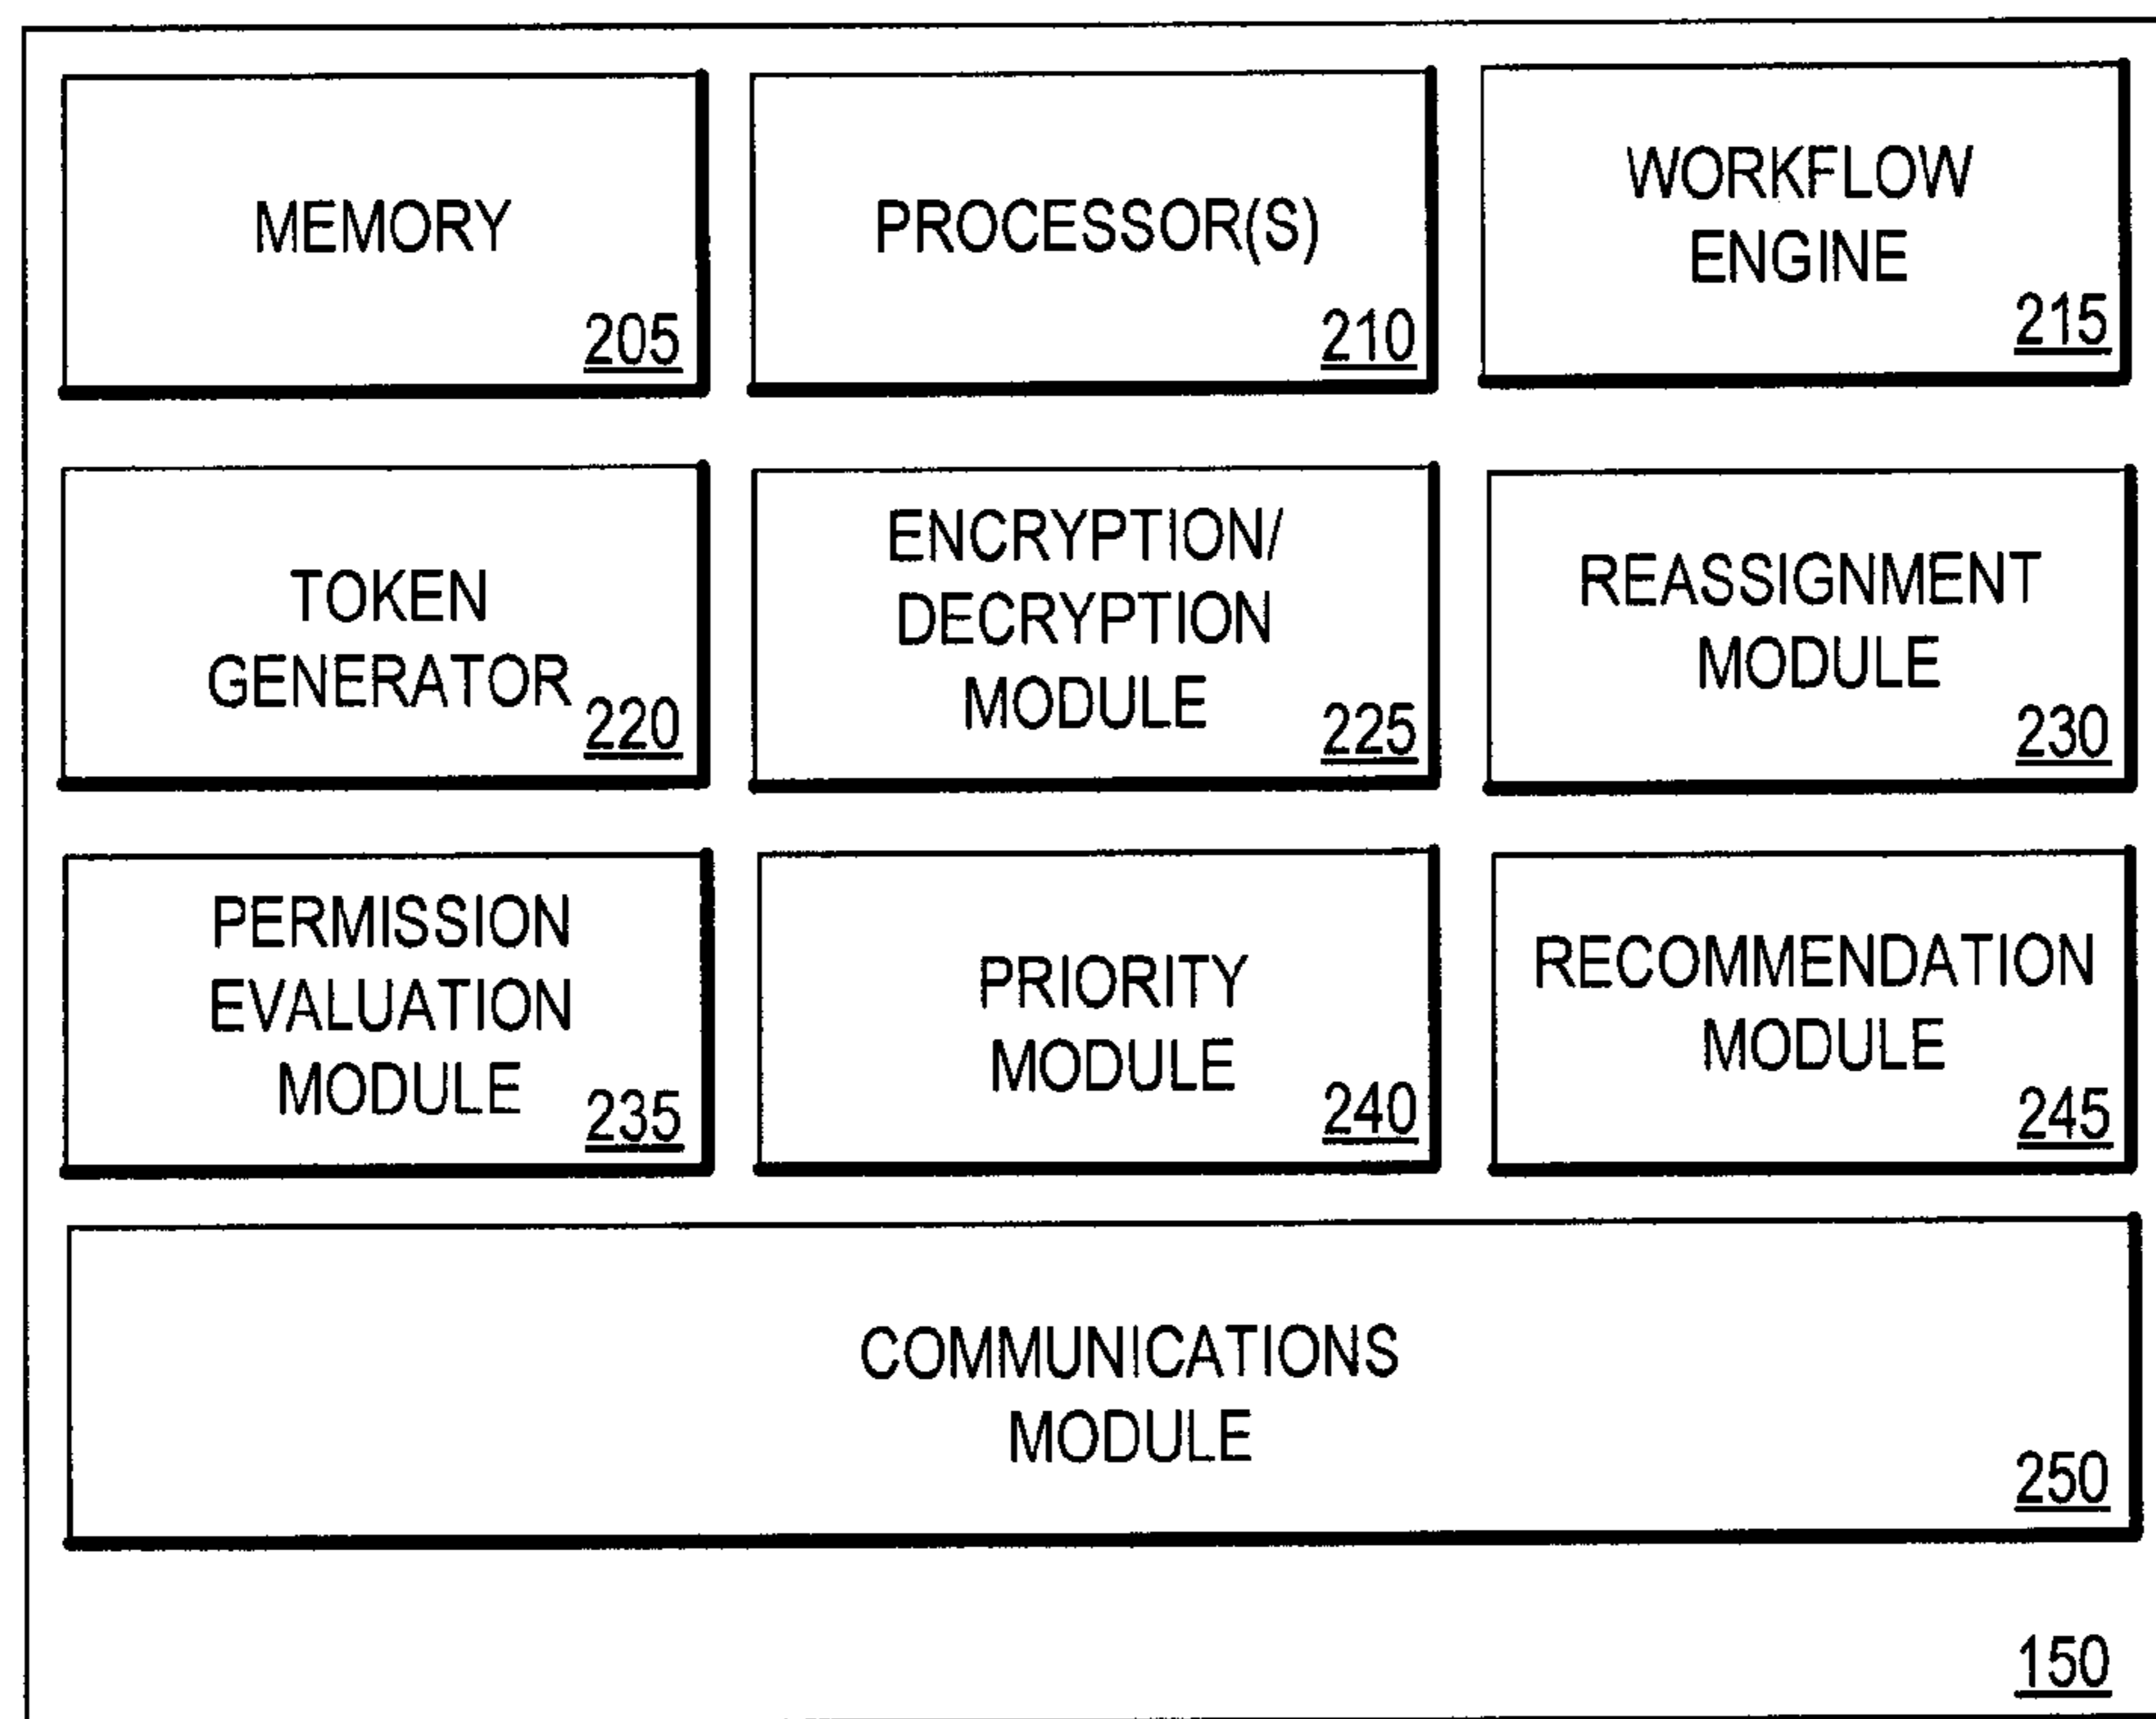 MEMORY
205
PROCESSOR(S)
210
WORKFLOW
ENGINE
215
TOKEN
GENERATOR
220
ENCRYPTION/
DECRYPTION
MODULE
225
REASSIGNMENT
MODULE
230
PERMISSION
EVALUATION
MODULE
235
PRIORITY
MODULE
240
RECOMMENDATION
MODULE
245
COMMUNICATIONS
MODULE
250
150